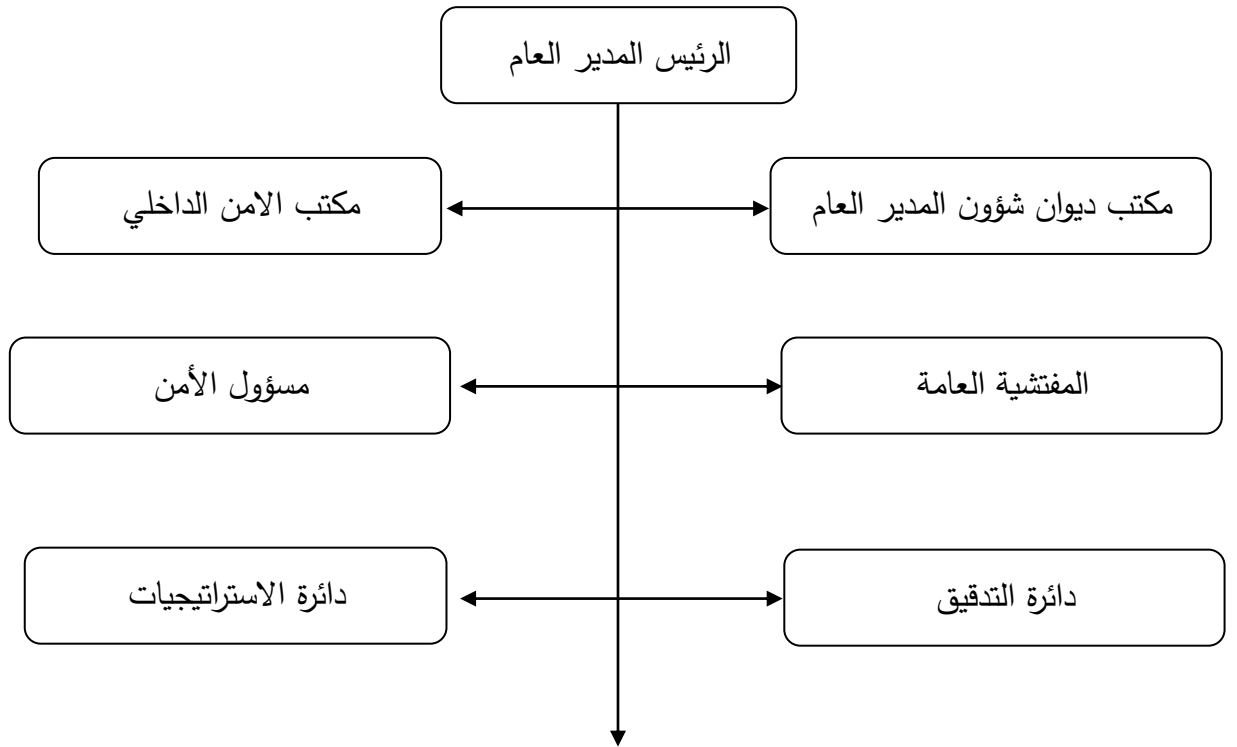 الرئيس المدير العام
مكتب ديوان شؤون المدير العام
مكتب الامن الداخلي
المفتشية العامة
مسؤول الأمن
دائرة التدقيق
دائرة الاستراتيجيات